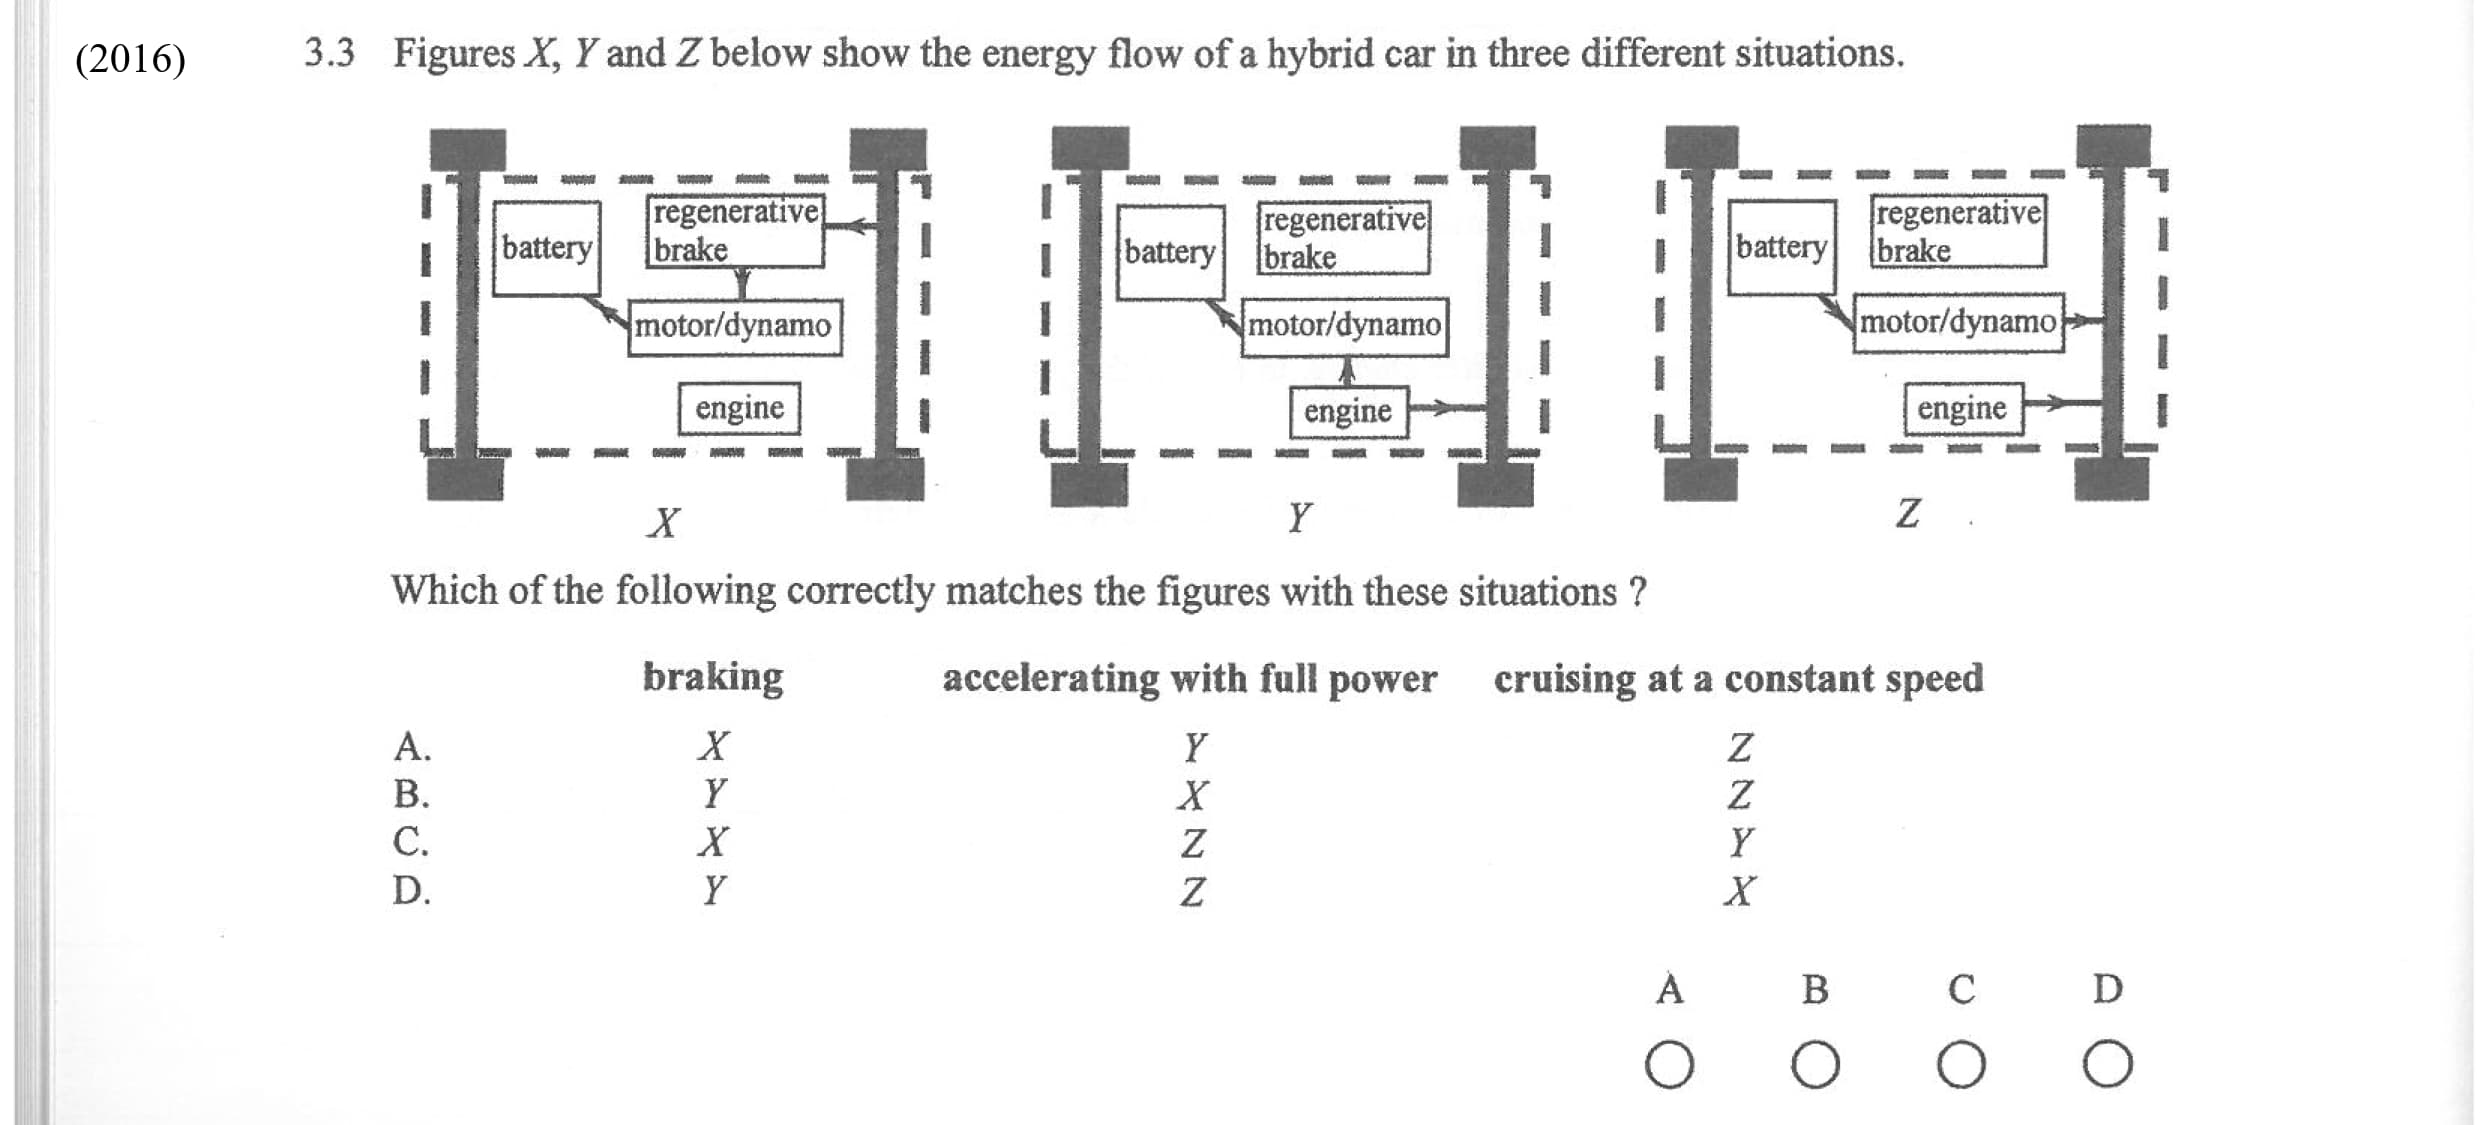 (2016) 3.3 Figures X, Y and Z below show the energy flow of a hybrid car in three different situations.
battery
regenerative
brake
motor/dynamo
engine
X
battery
regenerative
brake
motor/dynamo
engine
Y
battery
regenerative
brake
motor/dynamo
engine
Z
Which of the following correctly matches the figures with these situations ?
braking accelerating with full power cruising at a constant speed
A. X Y Z
B. Y X Z
C. X Z Y
D. Y Z X
A B C D